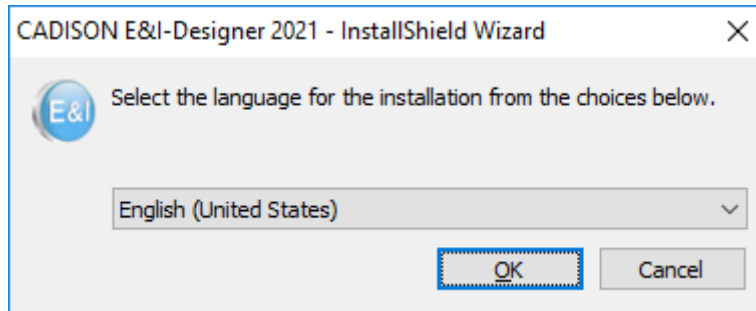 CADISON E&I-Designer 2021 - InstallShield Wizard
E&I
Select the language for the installation from the choices below.
English (United States)
OK
Cancel